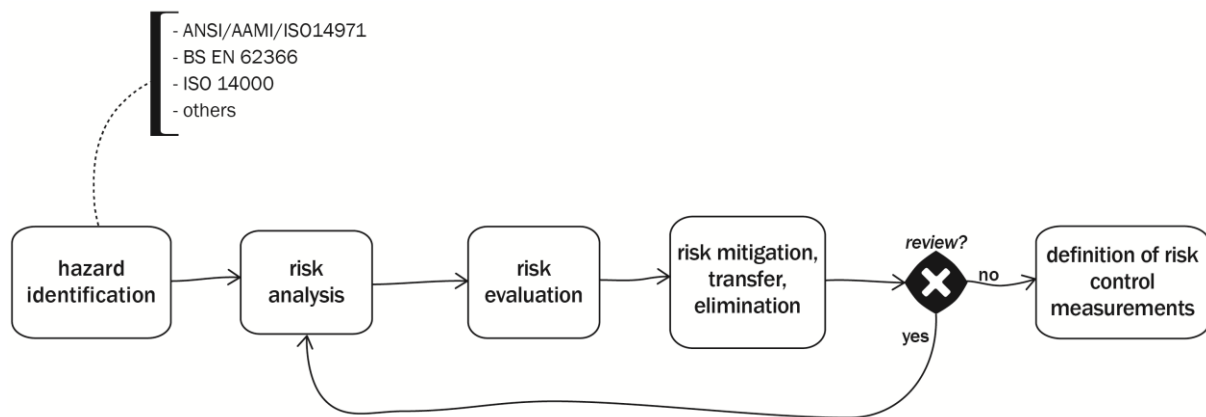 - ANSI/AAMI/ISO14971
- BS EN 62366
- ISO 14000
- others
hazard
identification
risk
analysis
risk
evaluation
risk mitigation,
transfer,
elimination
review?
no
yes
definition of risk
control
measurements